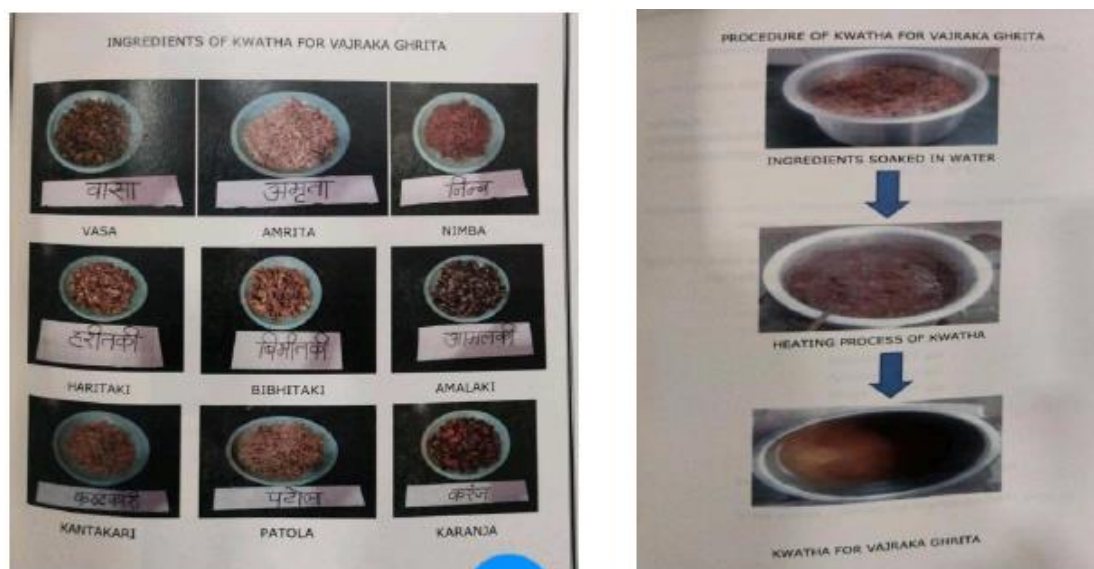 INGREDIENTS OF KWATHA FOR VAJRAKA GHRITA
वासा अमृता निम्ब
VASA AMRITA NIMBA
हरीतकी बिभीतकी आमलकी
HARITAKI BIBHITAKI AMALAKI
कण्टकारी पटोल करंज
KANTAKARI PATOLA KARANJA
PROCEDURE OF KWATHA FOR VAJRAKA GHRITA
INGREDIENTS SOAKED IN WATER
HEATING PROCESS OF KWATHA
KWATHA FOR VAJRAKA GHRITA